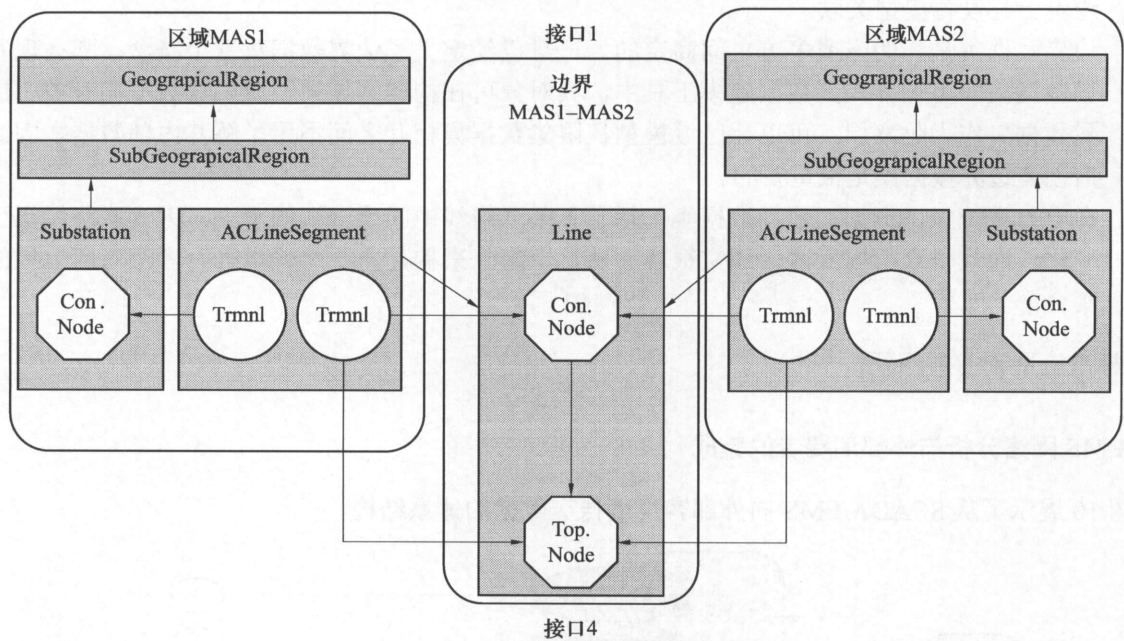 区域MAS1
GeograpicalRegion
SubGeograpicalRegion
Substation
Con.
Node
ACLineSegment
Trmnl
Trmnl
接口1
边界
MAS1–MAS2
Line
Con.
Node
Top.
Node
接口4
区域MAS2
GeograpicalRegion
SubGeograpicalRegion
ACLineSegment
Trmnl
Trmnl
Substation
Con.
Node